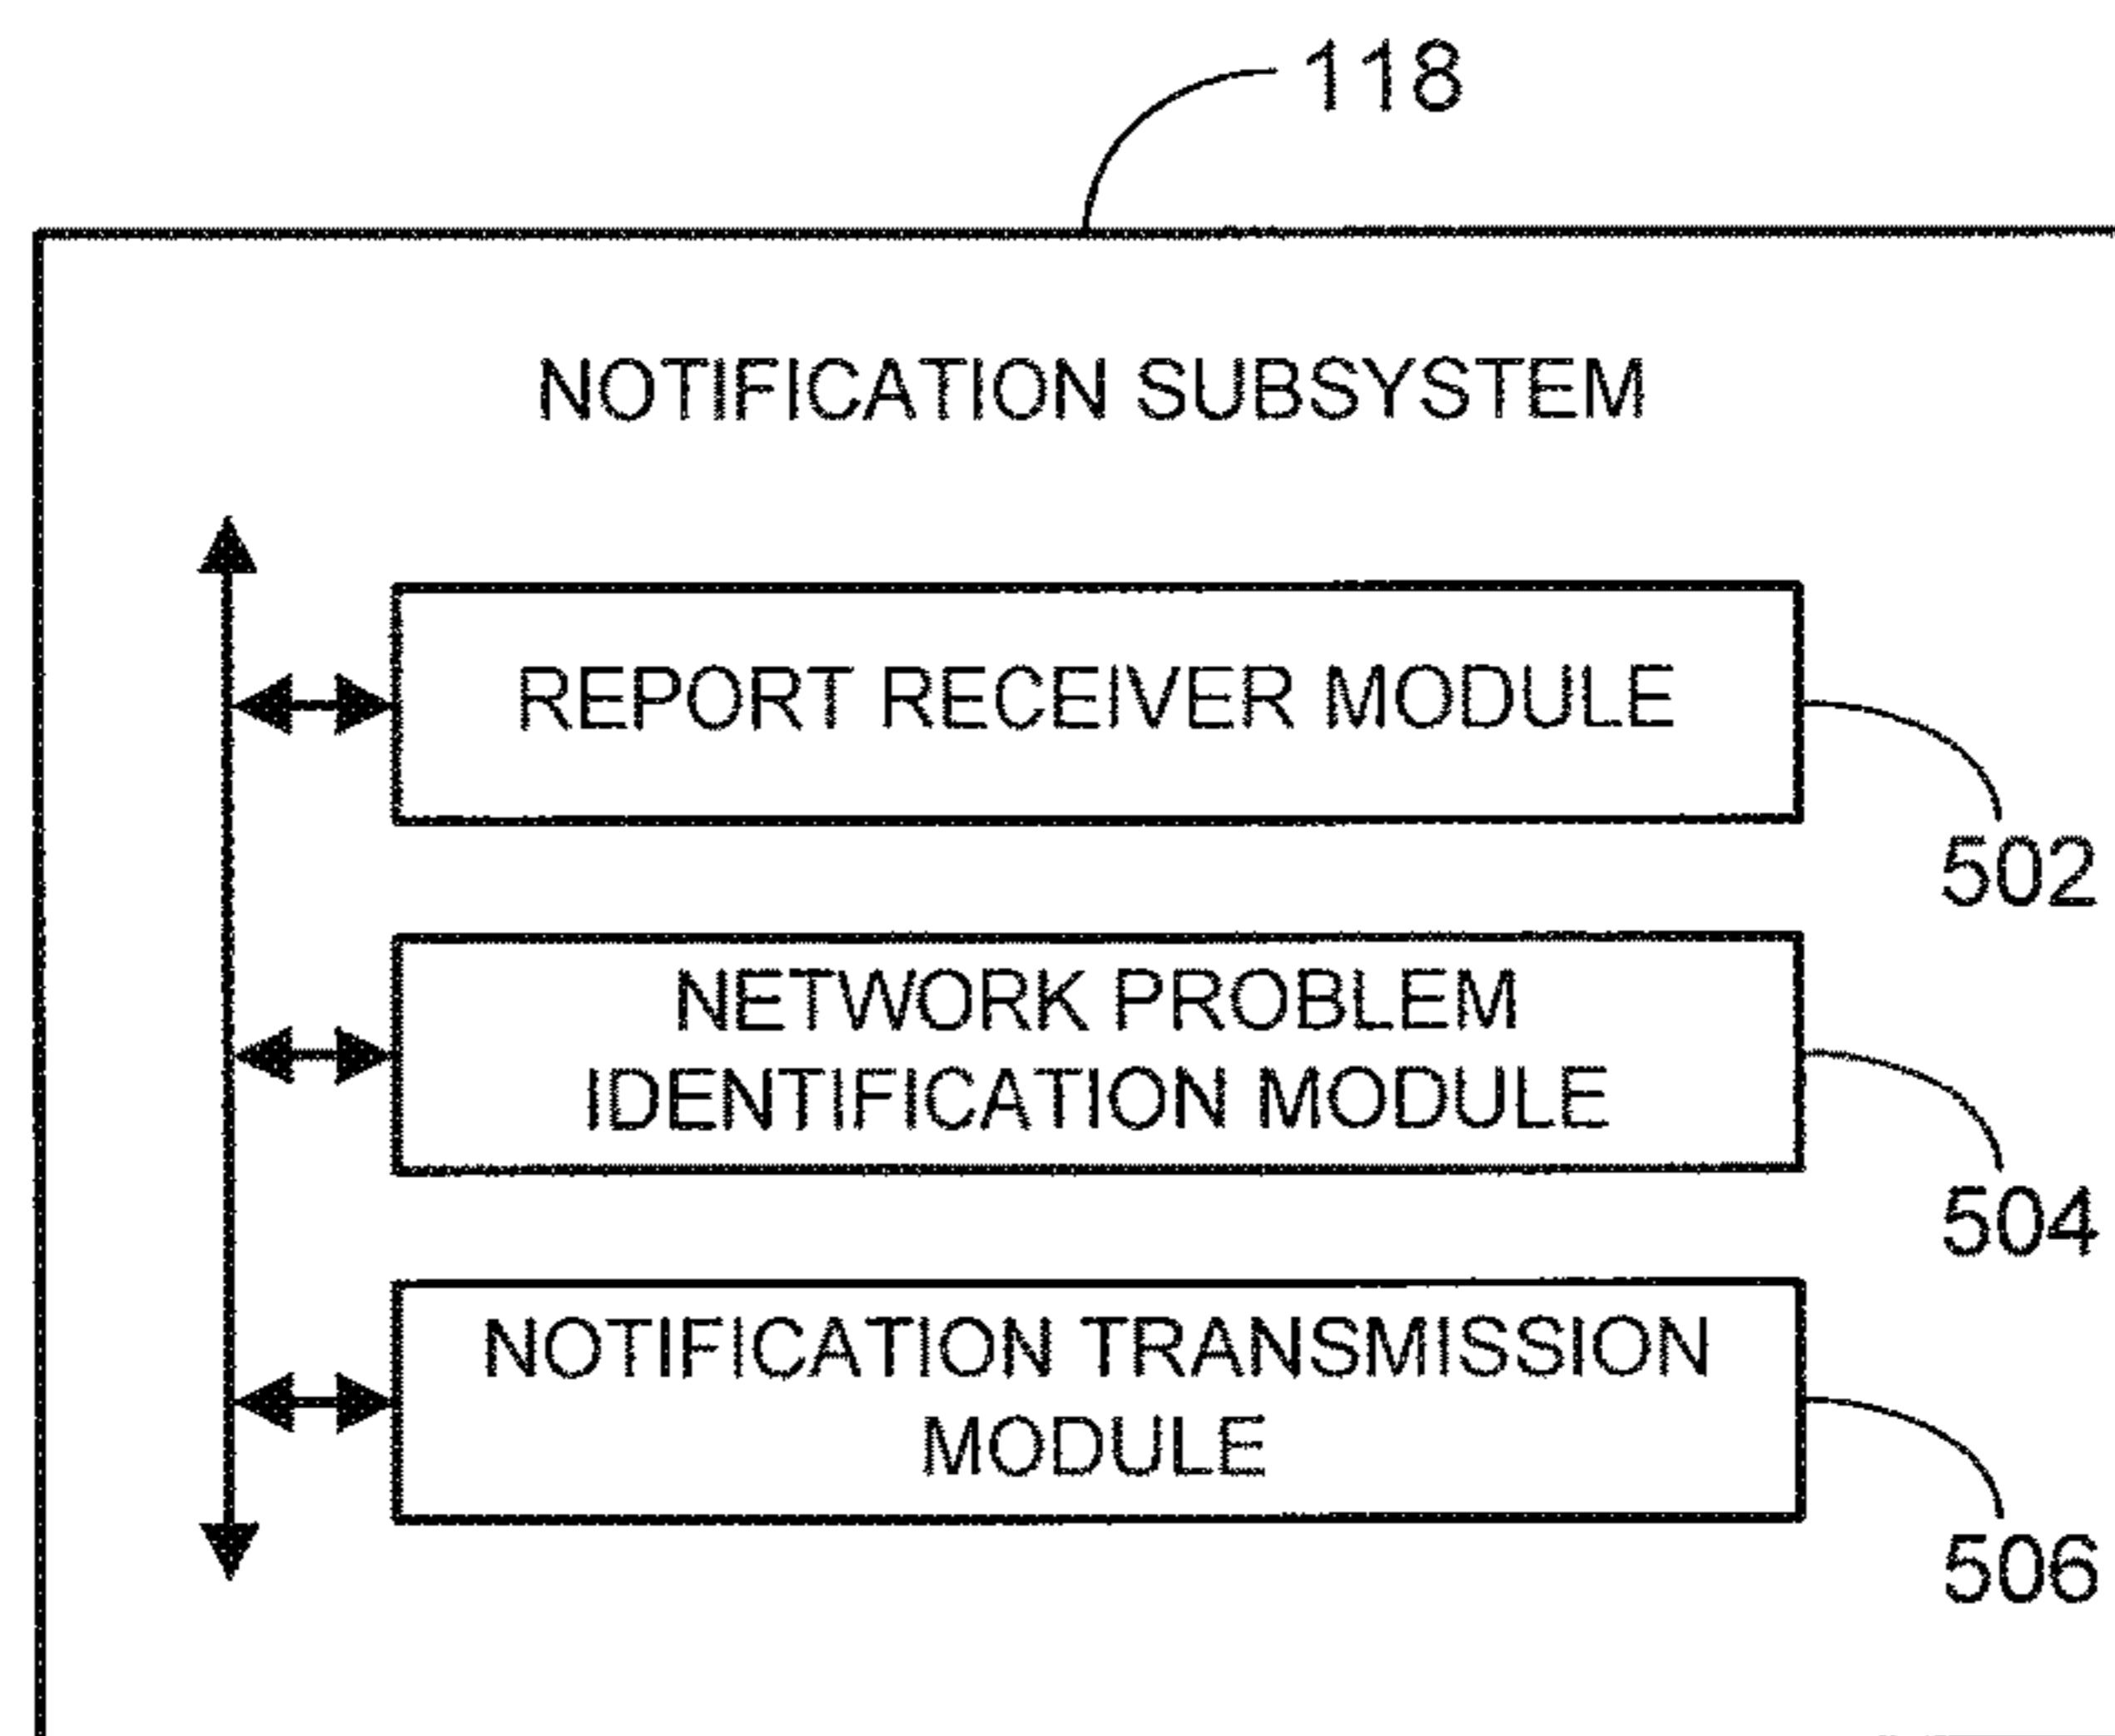 118
NOTIFICATION SUBSYSTEM
REPORT RECEIVER MODULE
502
NETWORK PROBLEM
IDENTIFICATION MODULE
504
NOTIFICATION TRANSMISSION
MODULE
506